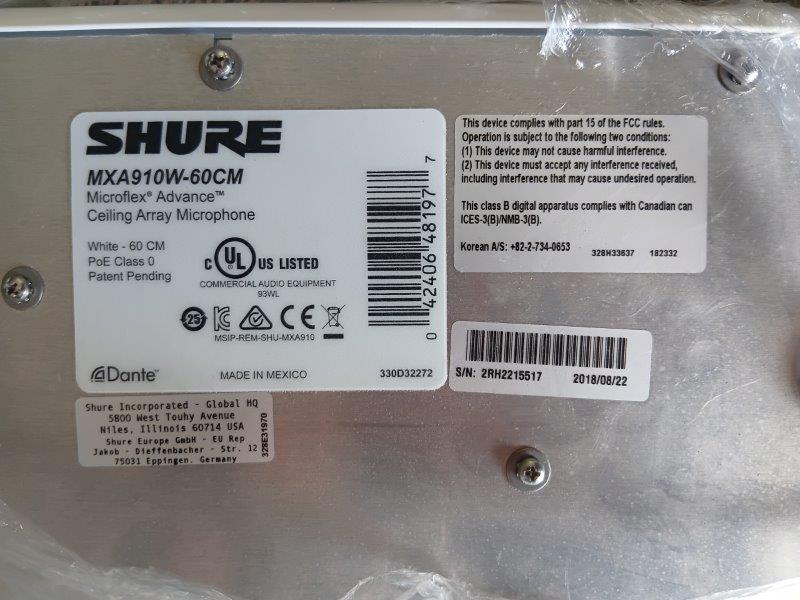 SHURE
MXA910W-60CM
Microflex® Advance™
Ceiling Array Microphone
White - 60 CM
PoE Class 0
Patent Pending
C UL US LISTED
COMMERCIAL AUDIO EQUIPMENT
93WL
25
MSIP-REM-SHU-MXA910
Dante™
MADE IN MEXICO
330D32272
0 42406 48197 7
This device complies with part 15 of the FCC rules.
Operation is subject to the following two conditions:
(1) This device may not cause harmful interference.
(2) This device must accept any interference received,
including interference that may cause undesired operation.
This class B digital apparatus complies with Canadian can
ICES-3(B)/NMB-3(B).
Korean A/S: +82-2-734-0653
328H33637 182332
S/N: 2RH2215517 2018/08/22
Shure Incorporated - Global HQ
5800 West Touhy Avenue
Niles, Illinois 60714 USA
Shure Europe GmbH - EU Rep
Jakob - Dieffenbacher - Str. 12
75031 Eppingen, Germany
328E31970